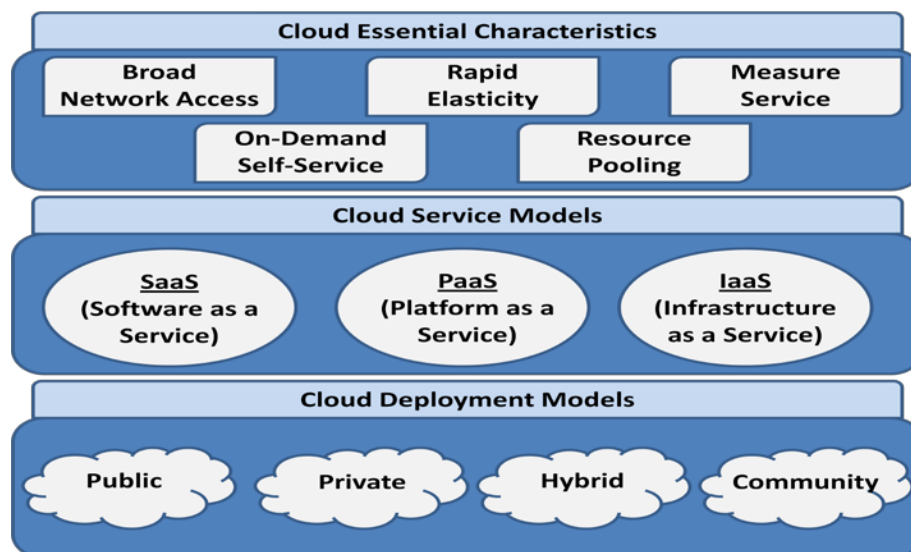 Cloud Essential Characteristics
Broad
Network Access
Rapid
Elasticity
Measure
Service
On-Demand
Self-Service
Resource
Pooling
Cloud Service Models
SaaS
(Software as a
Service)
PaaS
(Platform as a
Service)
IaaS
(Infrastructure
as a Service)
Cloud Deployment Models
Public
Private
Hybrid
Community